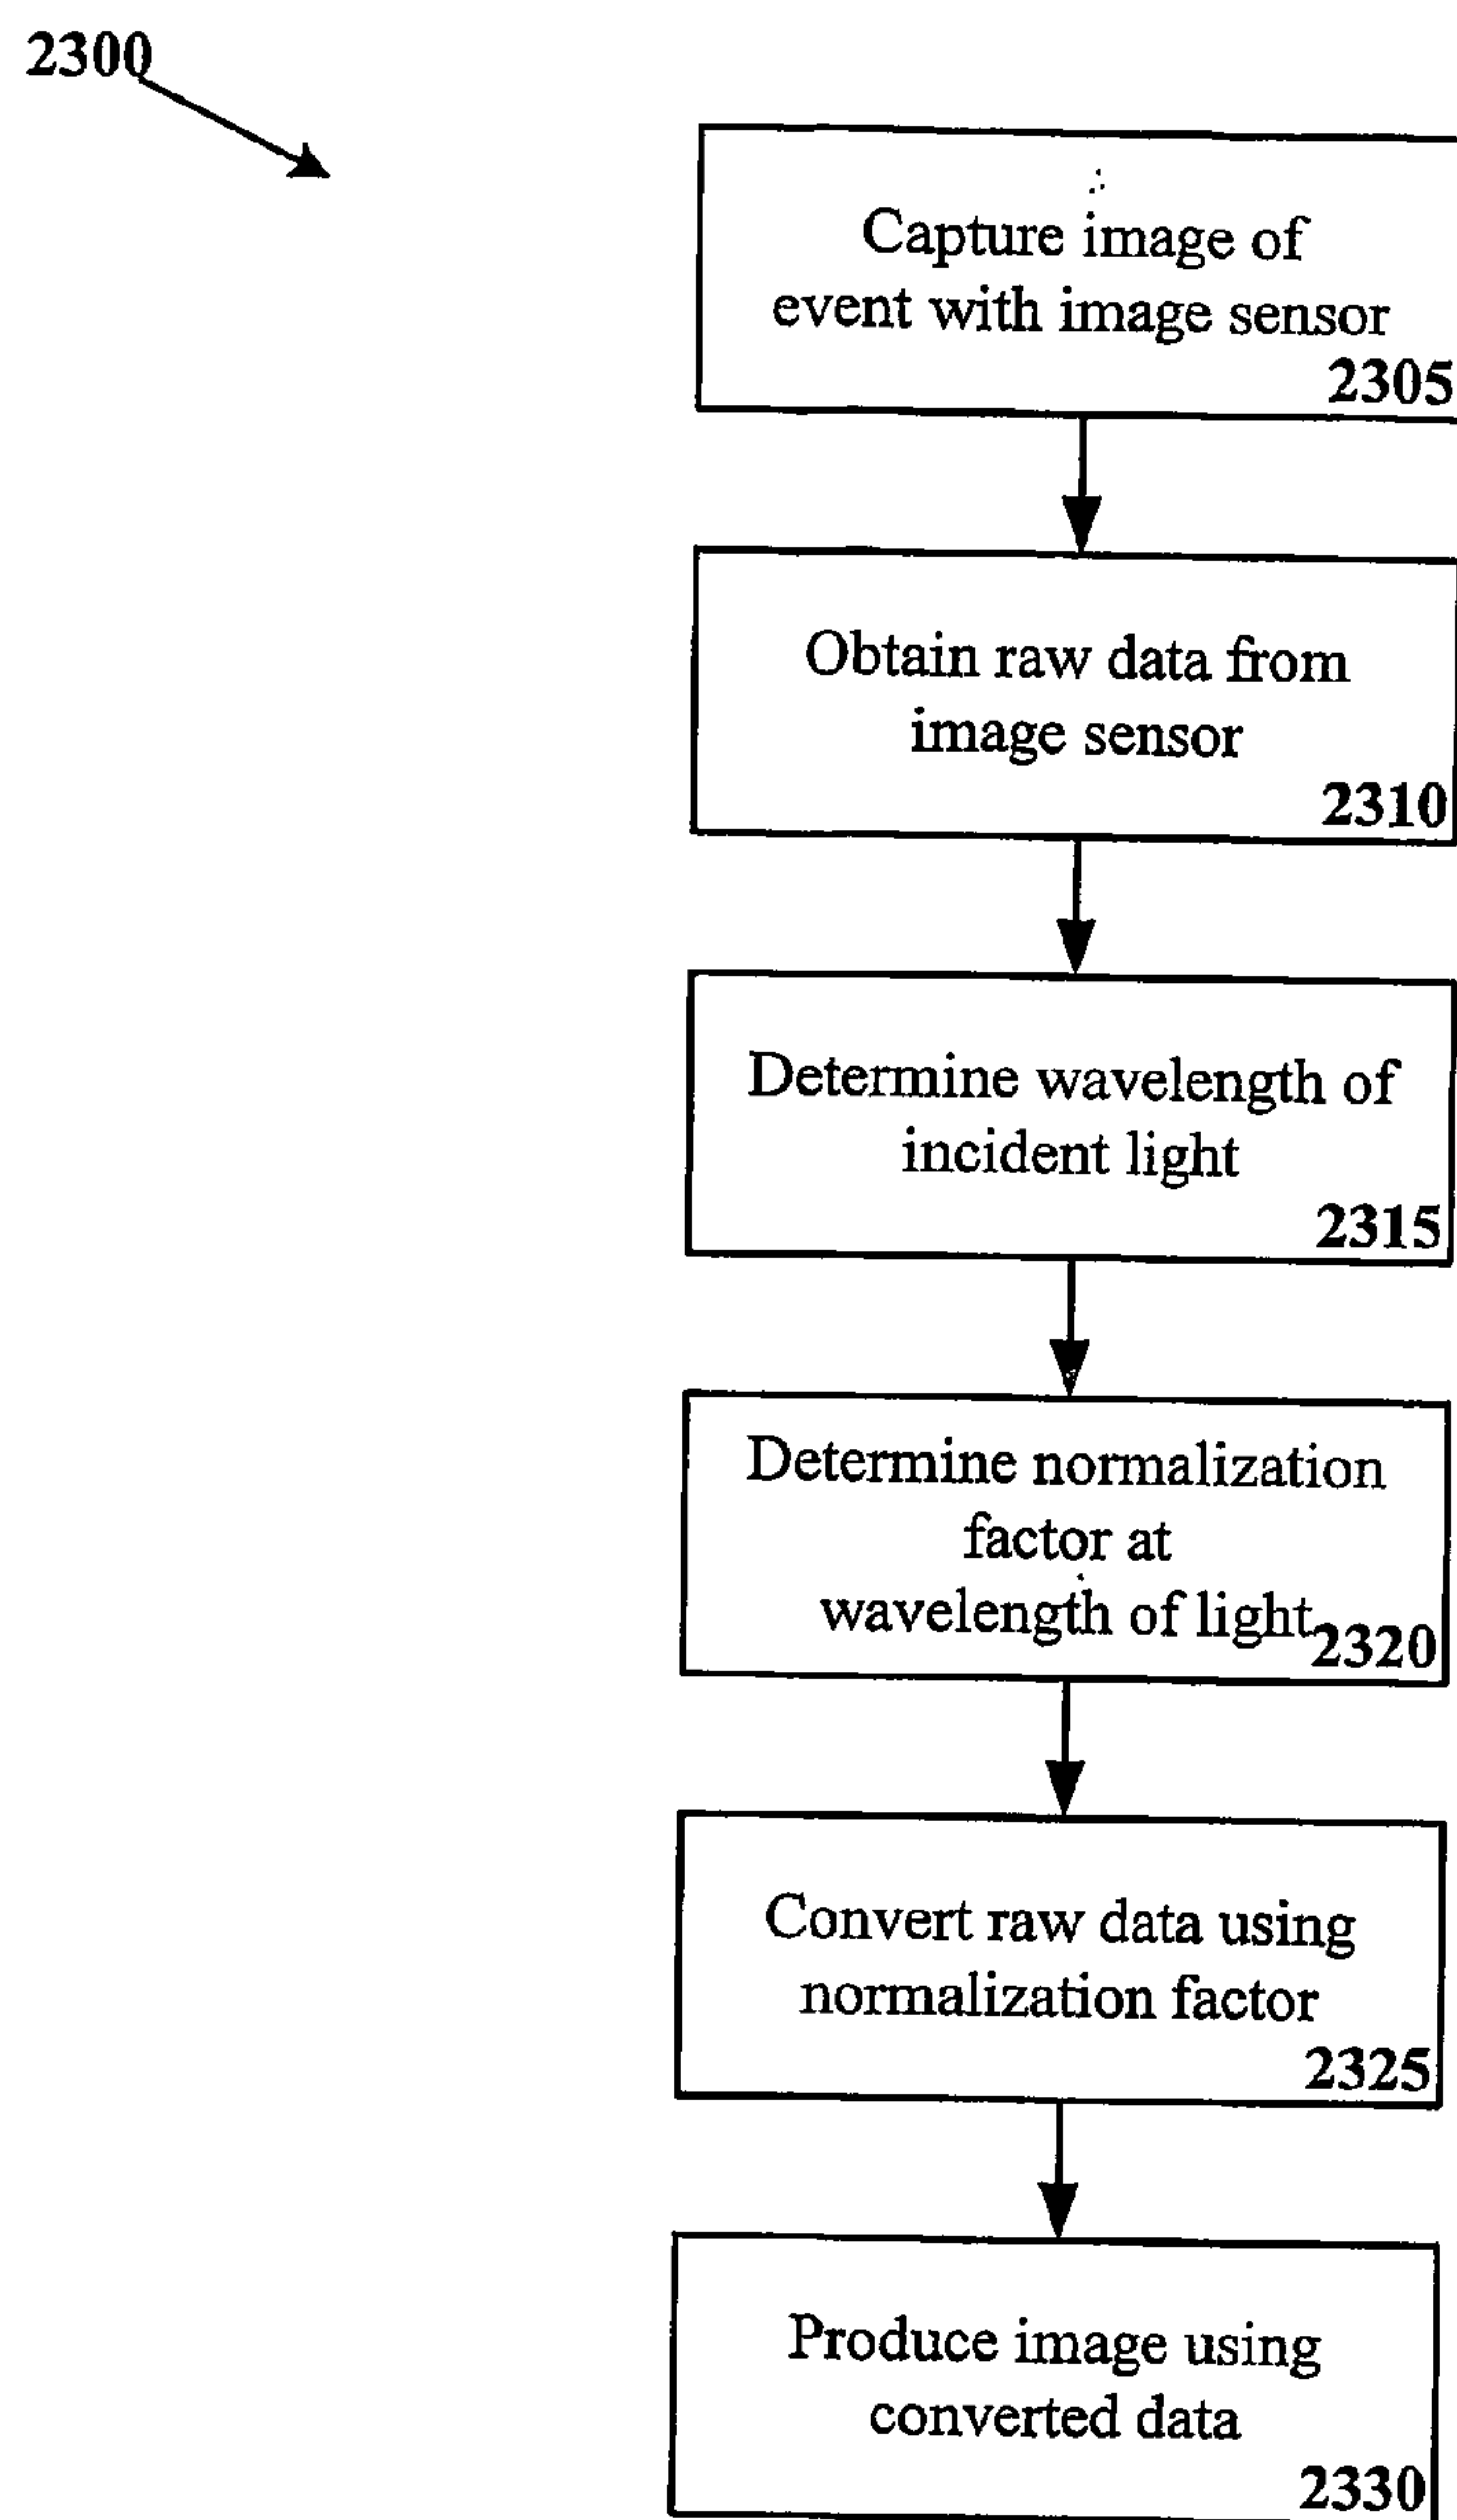 2300
Capture image of
event with image sensor
2305
Obtain raw data from
image sensor
2310
Determine wavelength of
incident light
2315
Determine normalization
factor at
wavelength of light
2320
Convert raw data using
normalization factor
2325
Produce image using
converted data
2330